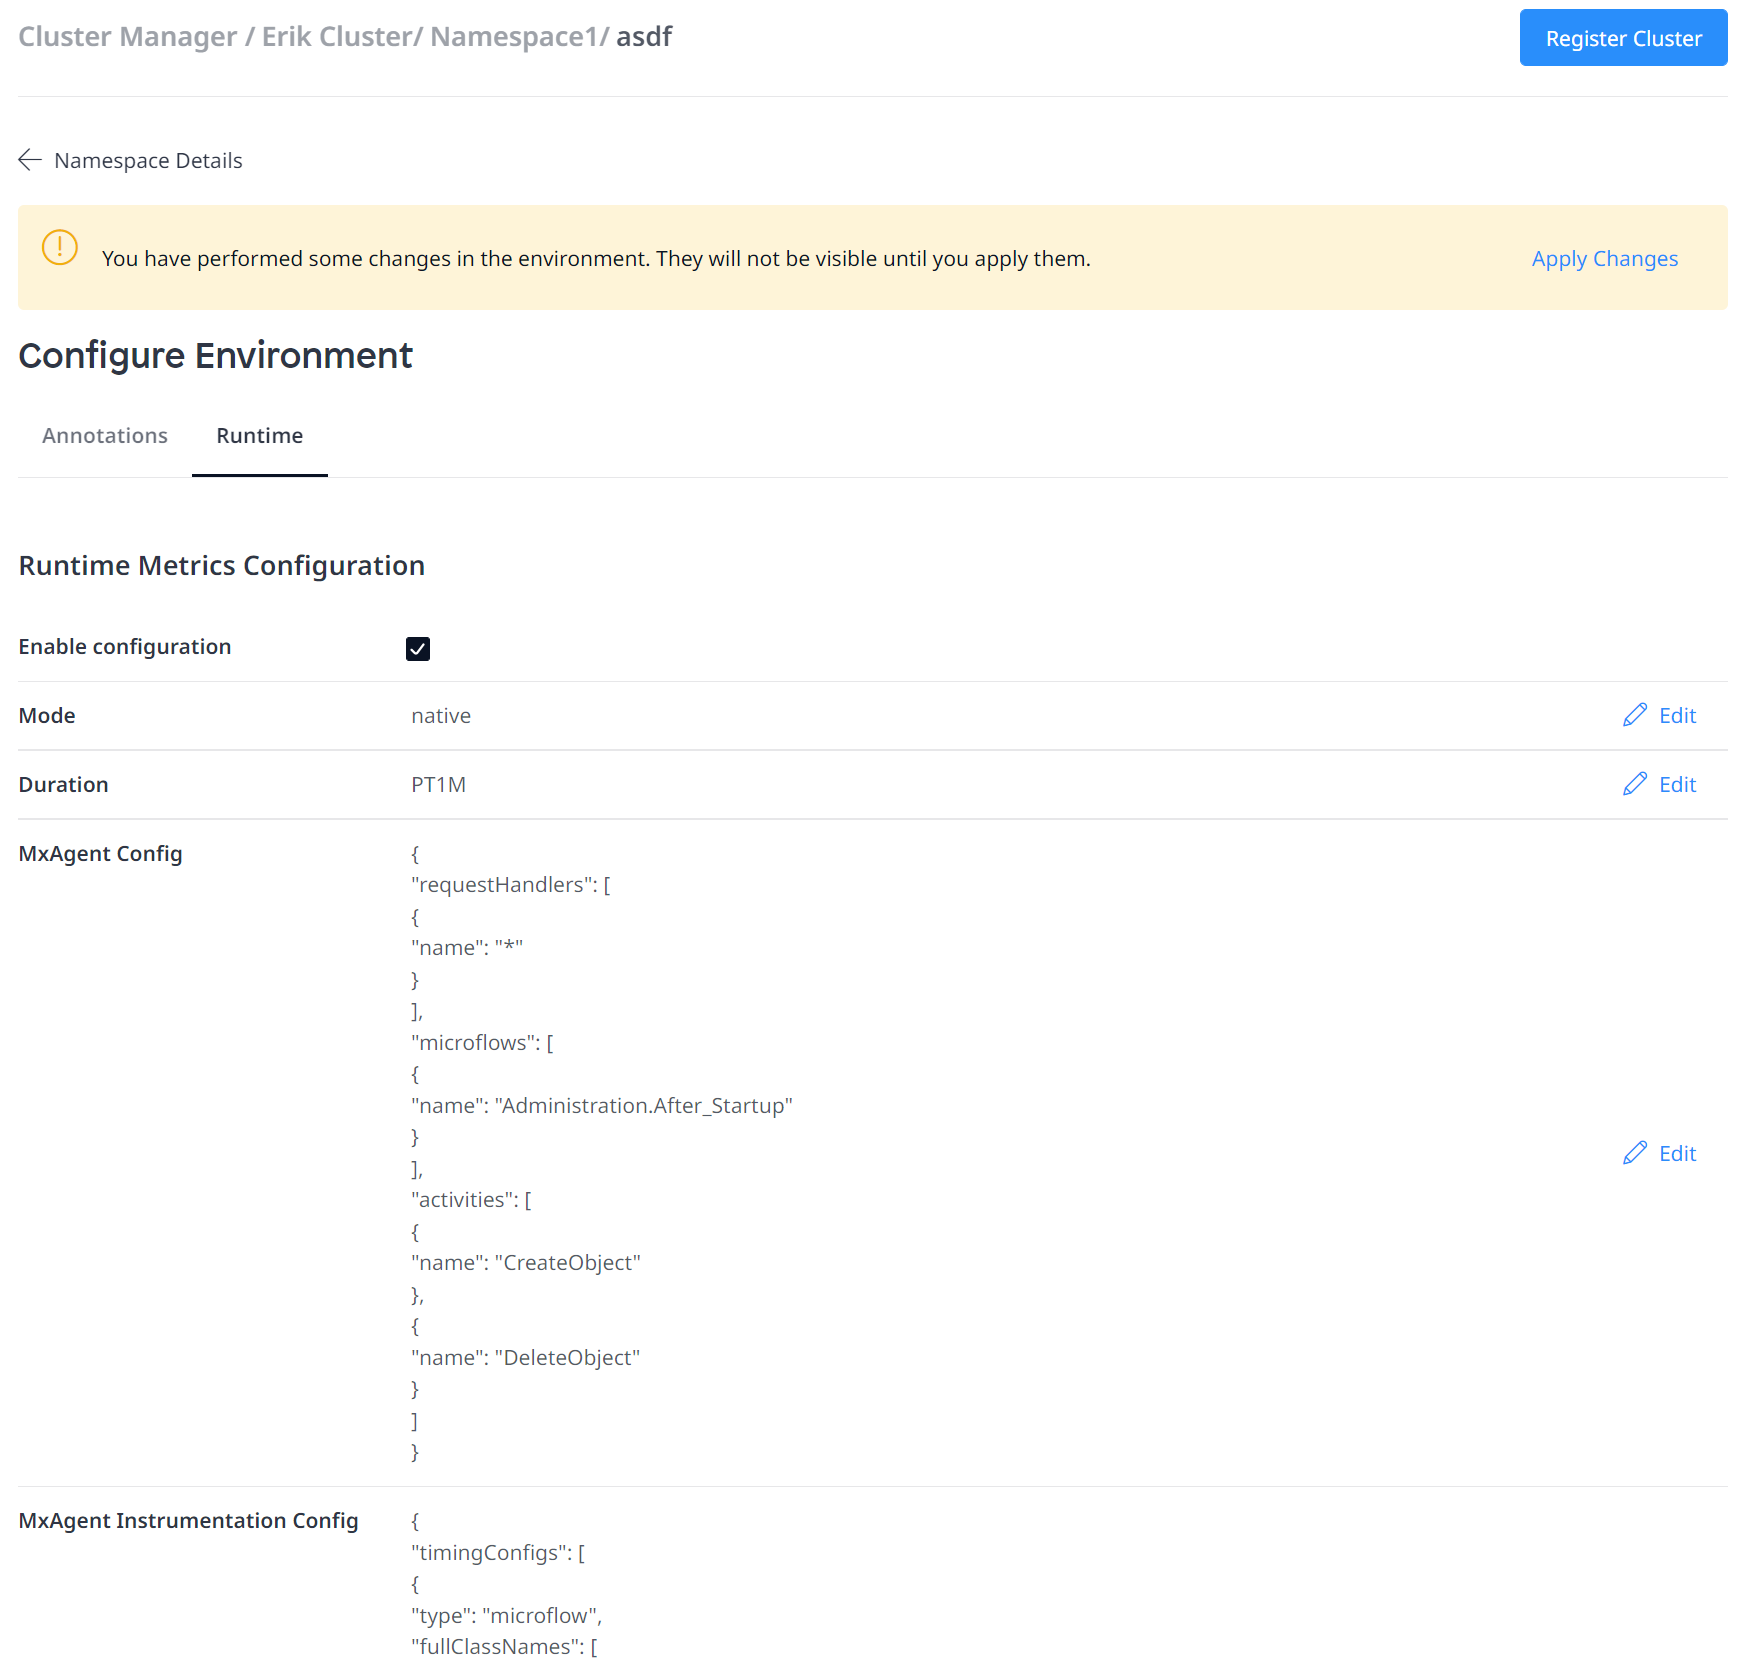 Cluster Manager / Erik Cluster/ Namespace1/ asdf
Register Cluster
Namespace Details
You have performed some changes in the environment. They will not be visible until you apply them.
Apply Changes
Configure Environment
Annotations
Runtime
Runtime Metrics Configuration
Enable configuration
Mode
native
Edit
Duration
PT1M
Edit
MxAgent Config
{
"requestHandlers": [
{
"name": "*"
}
],
"microflows": [
{
"name": "Administration.After_Startup"
}
],
"activities": [
{
"name": "CreateObject"
},
{
"name": "DeleteObject"
}
]
}
Edit
MxAgent Instrumentation Config
{
"timingConfigs": [
{
"type": "microflow",
"fullClassNames": [